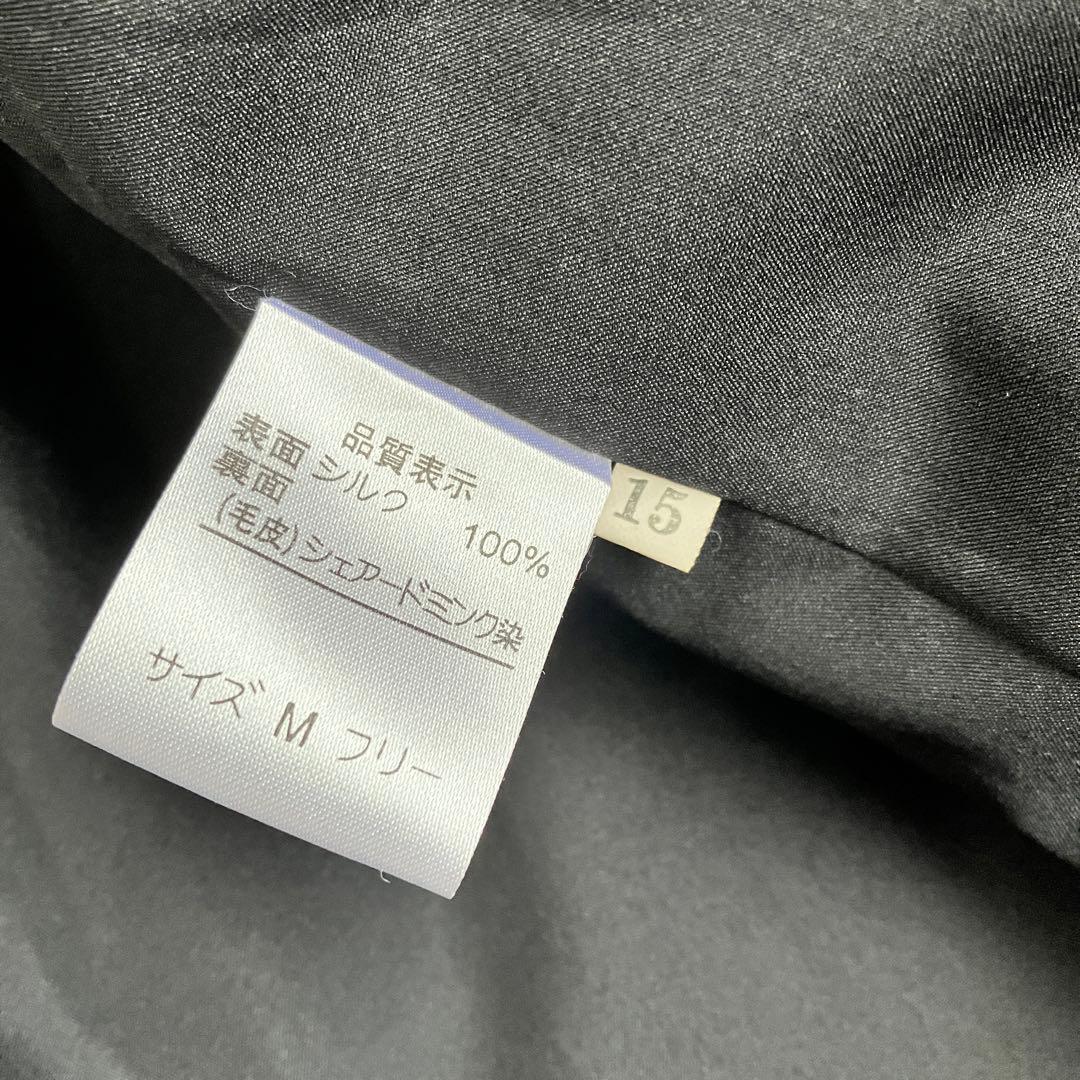 品質表示
表面 シルク 100%
裏面
(毛皮)シェアードミンク染
サイズ M フリー
15